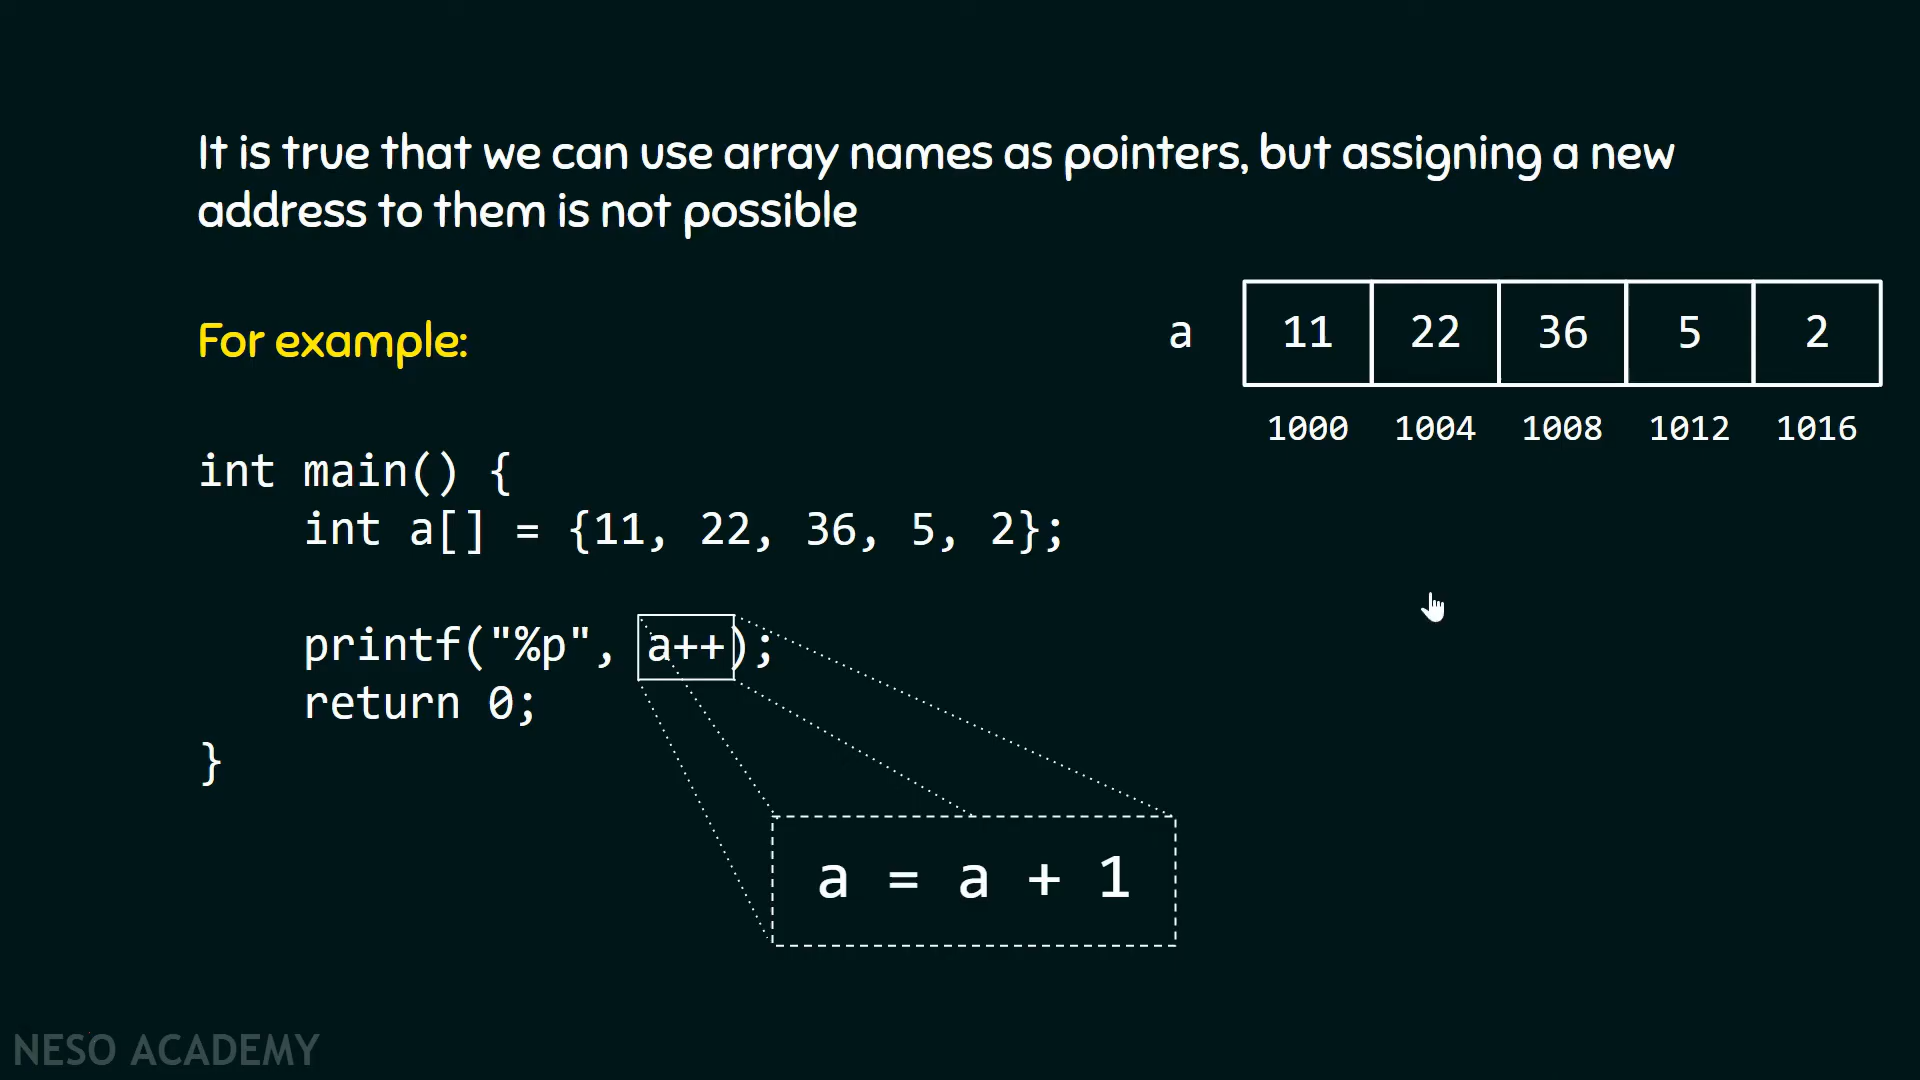 It is true that we can use array names as pointers, but assigning a new
address to them is not possible
For example:
a
11 22 36 5 2
1000 1004 1008 1012 1016
int main() {
int a[] = {11, 22, 36, 5, 2};
printf("%p", a++);
return 0;
}
a = a + 1
NESO ACADEMY